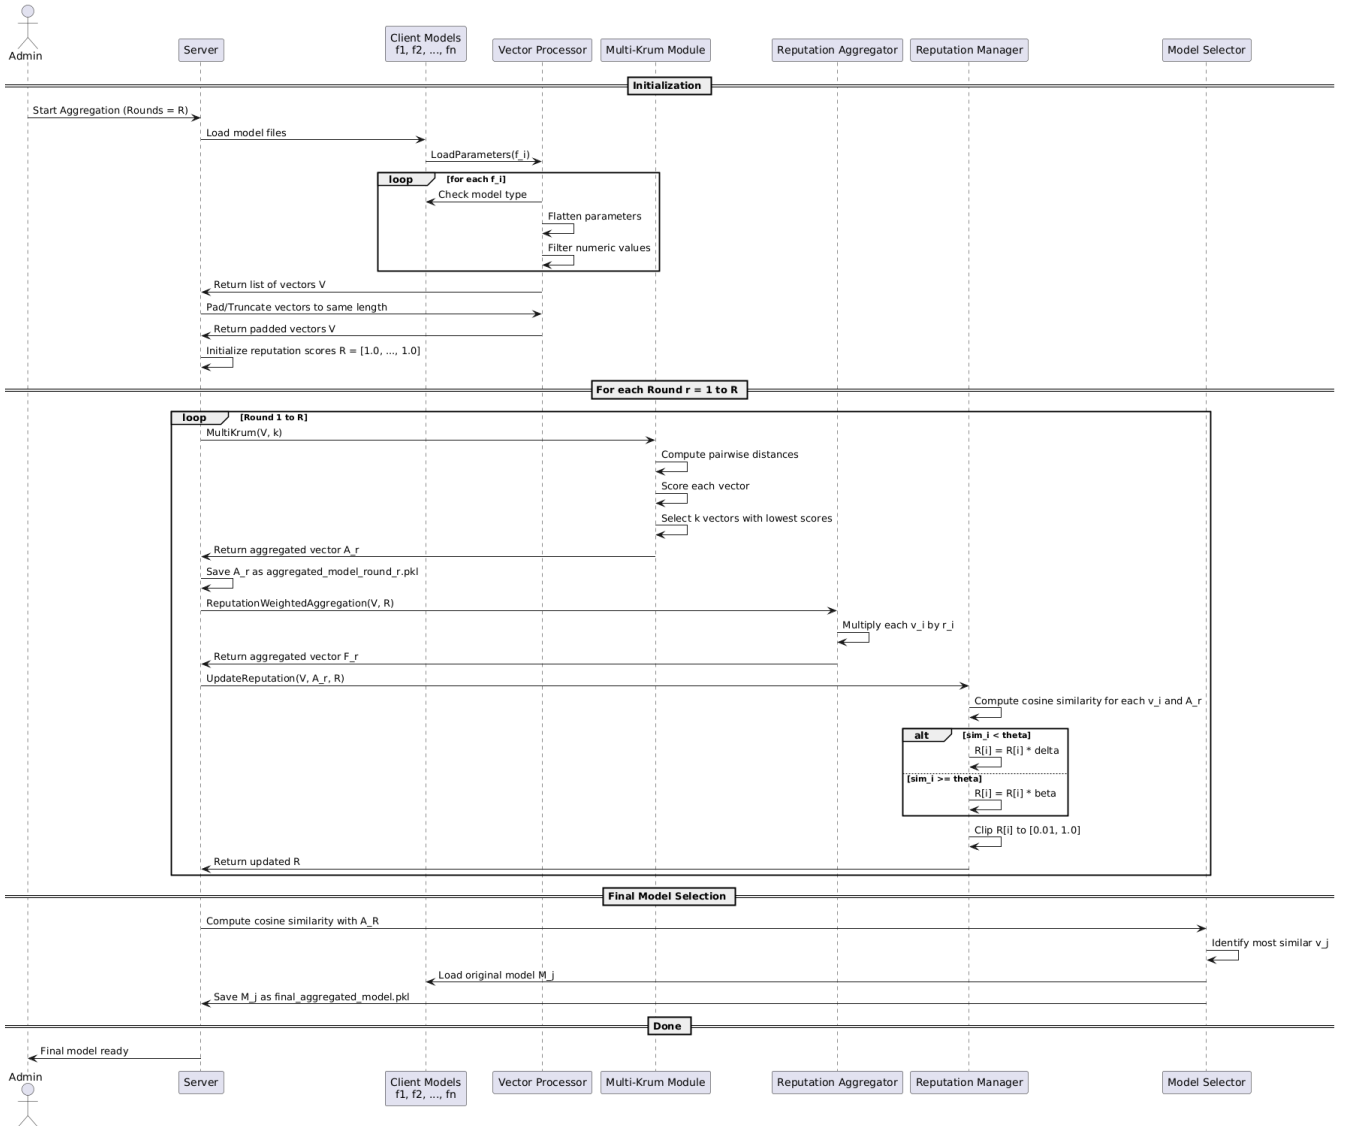 Admin
Server
Client Models
f1, f2, ..., fn
Vector Processor
Multi-Krum Module
Reputation Aggregator
Reputation Manager
Model Selector
Initialization
Start Aggregation (Rounds = R)
Load model files
LoadParameters(f_i)
loop [for each f_i]
Check model type
Flatten parameters
Filter numeric values
Return list of vectors V
Pad/Truncate vectors to same length
Return padded vectors V
Initialize reputation scores R = [1.0, ..., 1.0]
For each Round r = 1 to R
loop [Round 1 to R]
MultiKrum(V, k)
Compute pairwise distances
Score each vector
Select k vectors with lowest scores
Return aggregated vector A_r
Save A_r as aggregated_model_round_r.pkl
ReputationWeightedAggregation(V, R)
Multiply each v_i by r_i
Return aggregated vector F_r
UpdateReputation(V, A_r, R)
Compute cosine similarity for each v_i and A_r
alt [sim_i < theta]
R[i] = R[i] * delta
[sim_i >= theta]
R[i] = R[i] * beta
Clip R[i] to [0.01, 1.0]
Return updated R
Final Model Selection
Compute cosine similarity with A_R
Identify most similar v_j
Load original model M_j
Save M_j as final_aggregated_model.pkl
Done
Final model ready
Admin
Server
Client Models
f1, f2, ..., fn
Vector Processor
Multi-Krum Module
Reputation Aggregator
Reputation Manager
Model Selector